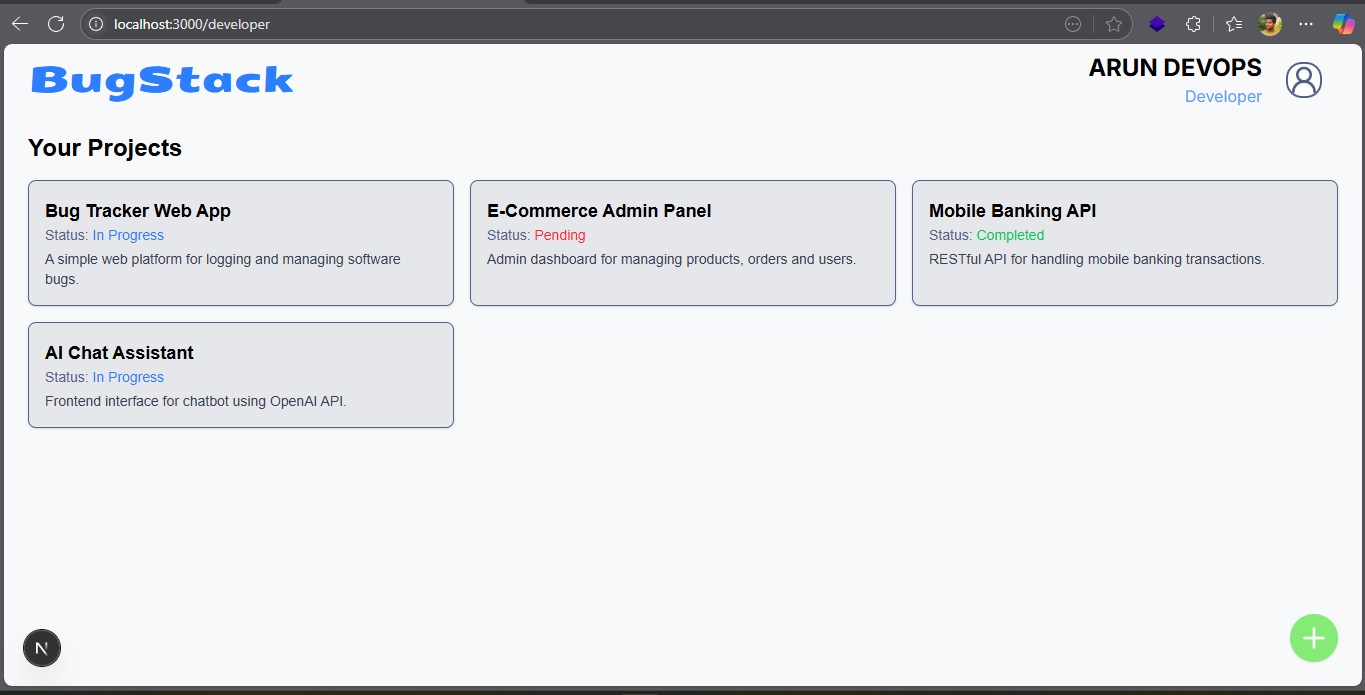 localhost:3000/developer
BugStack
ARUN DEVOPS
Developer
Your Projects
Bug Tracker Web App
Status: In Progress
A simple web platform for logging and managing software
bugs.
E-Commerce Admin Panel
Status: Pending
Admin dashboard for managing products, orders and users.
Mobile Banking API
Status: Completed
RESTful API for handling mobile banking transactions.
AI Chat Assistant
Status: In Progress
Frontend interface for chatbot using OpenAI API.
N